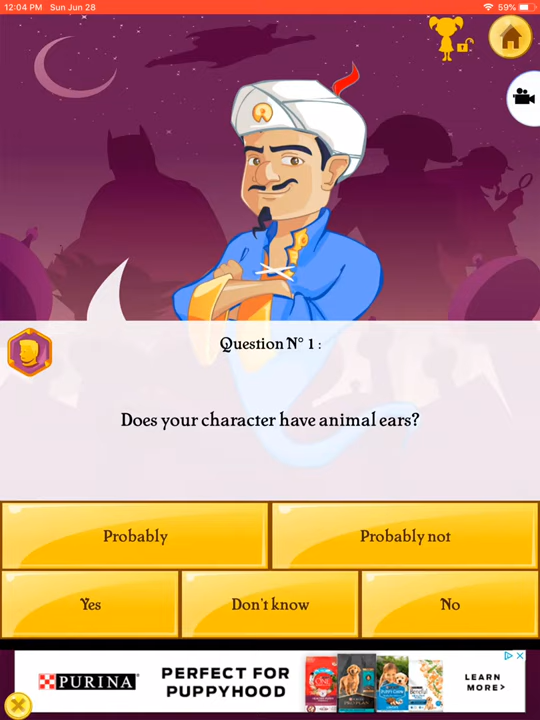 12:04 PM Sun Jun 28
59%
Question N° 1 :
Does your character have animal ears?
Probably
Probably not
Yes
Don't know
No
PURINA
PERFECT FOR
PUPPYHOOD
LEARN
MORE>